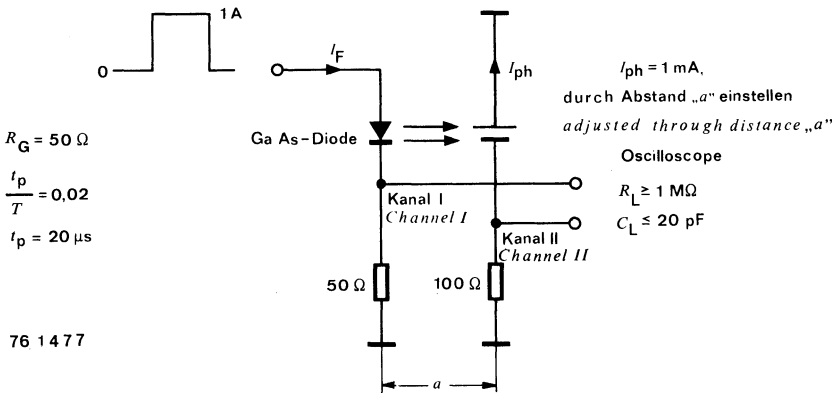 1A
0
I_F
I_ph
I_ph = 1 mA,
durch Abstand „a" einstellen
adjusted through distance „a"
R_G = 50 Ω
Ga As-Diode
Oscilloscope
t_p
T
= 0,02
Kanal I
Channel I
R_L ≥ 1 MΩ
C_L ≤ 20 pF
t_p = 20 μs
Kanal II
Channel II
50 Ω
100 Ω
76 1477
a